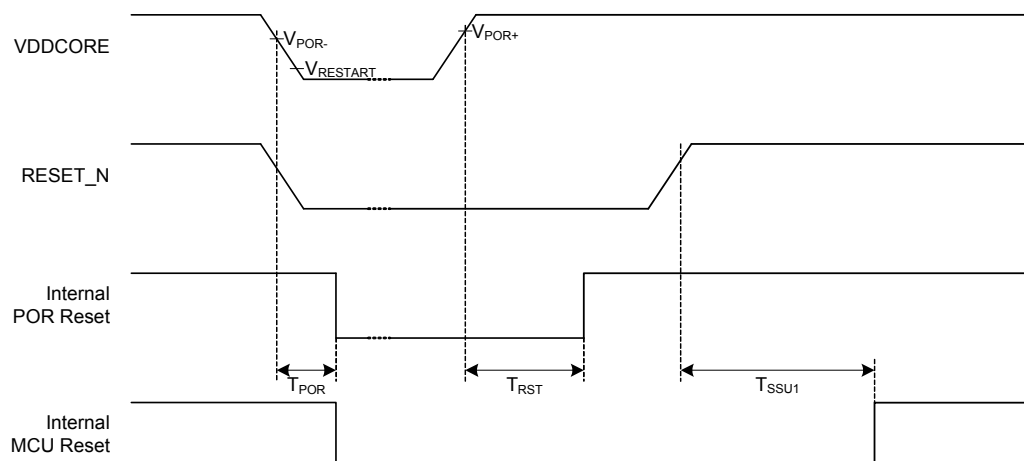 VDDCORE
VPOR-
VRESTART
VPOR+
RESET_N
Internal
POR Reset
TPOR
TRST
TSSU1
Internal
MCU Reset